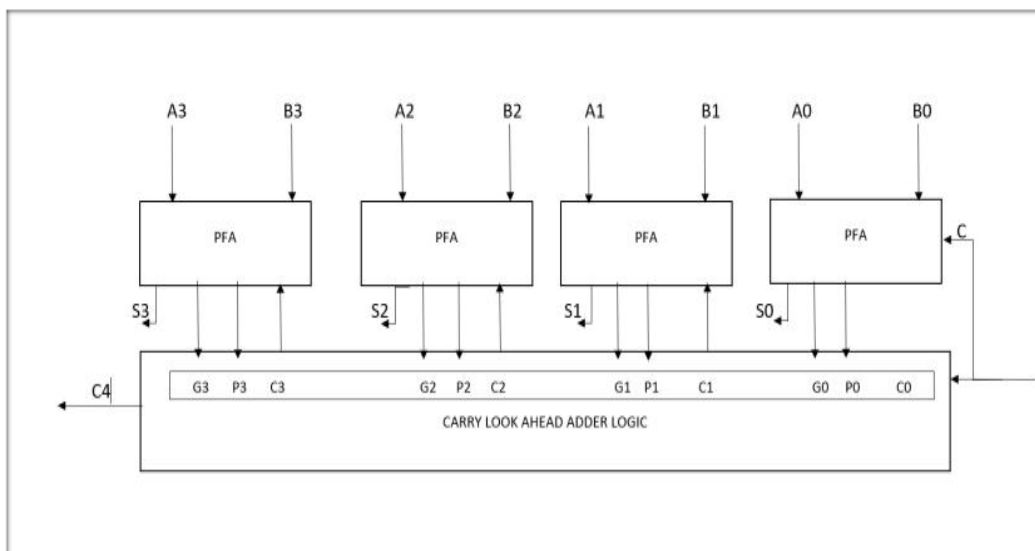 A3 B3 A2 B2 A1 B1 A0 B0
PFA PFA PFA PFA C
S3 S2 S1 S0
C4 G3 P3 C3 G2 P2 C2 G1 P1 C1 G0 P0 C0
CARRY LOOK AHEAD ADDER LOGIC